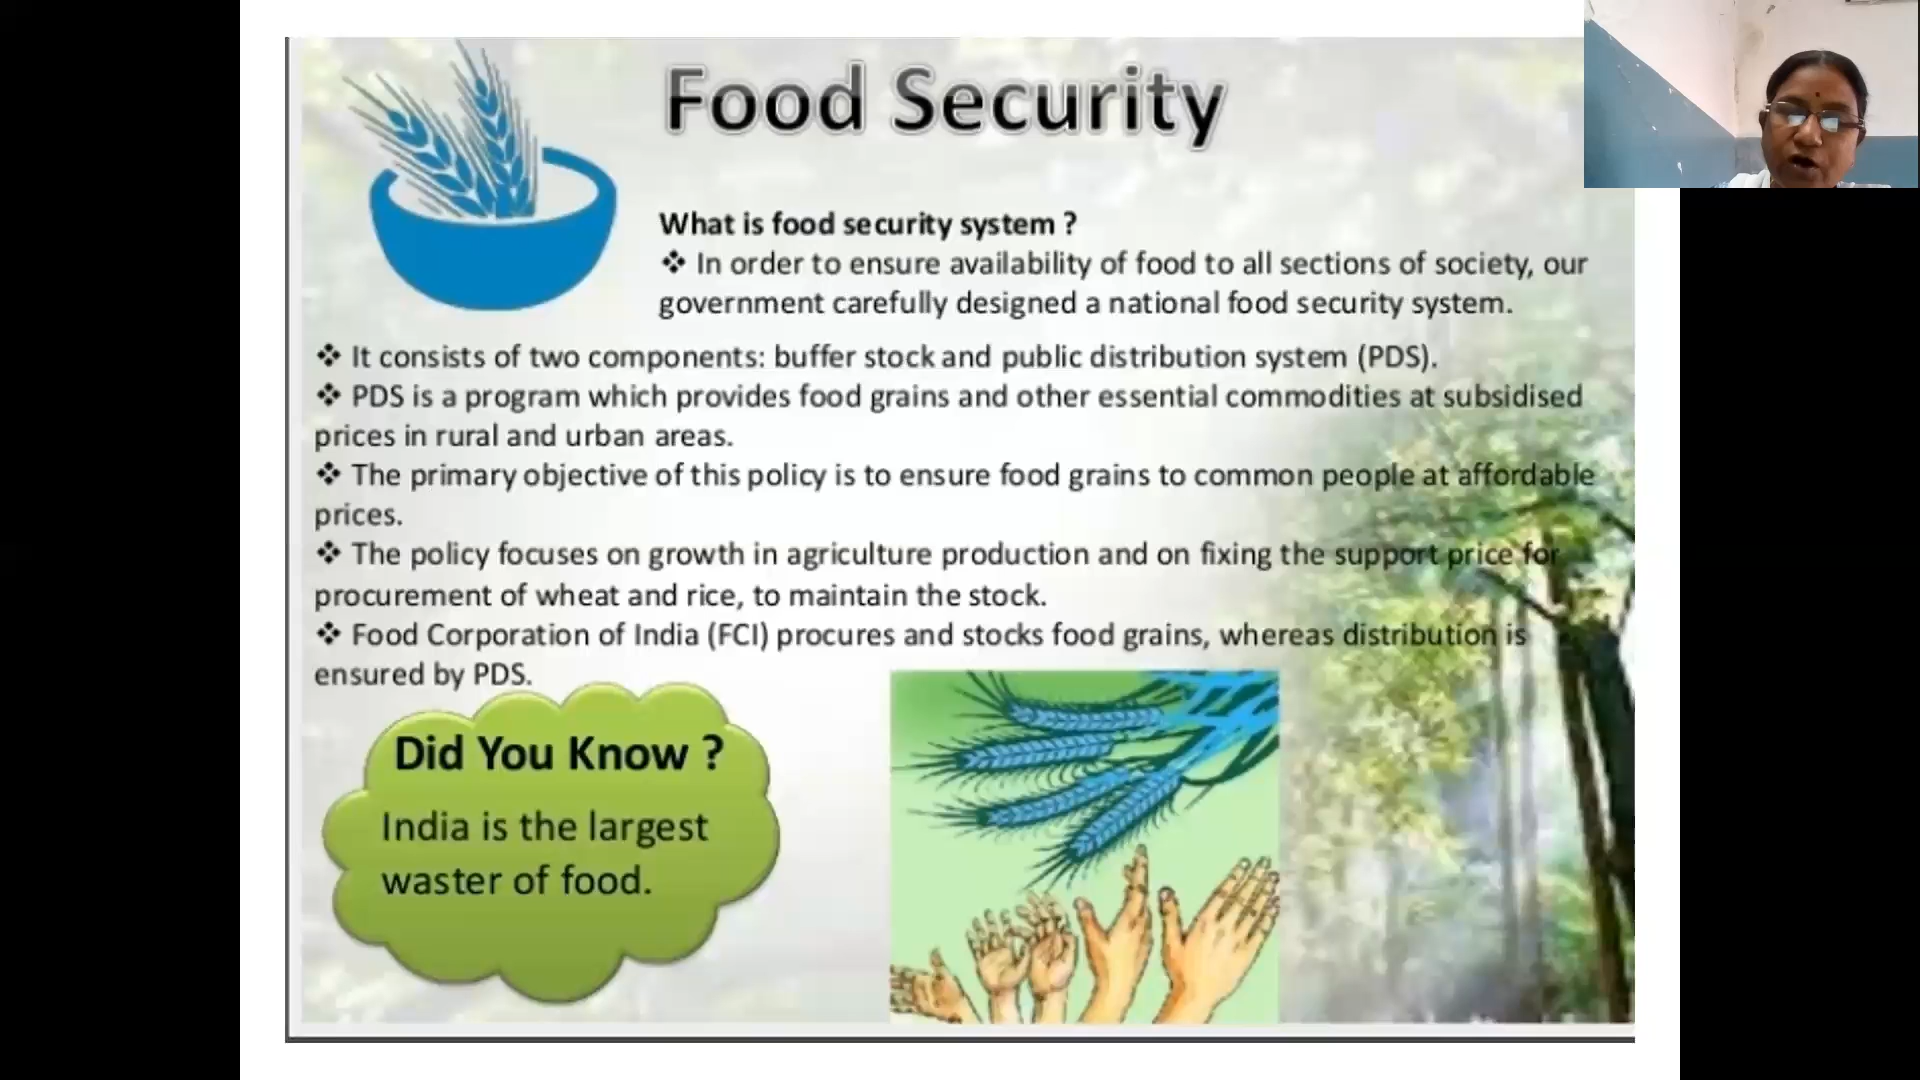 Food Security
What is food security system ?
❖ In order to ensure availability of food to all sections of society, our
government carefully designed a national food security system.
❖ It consists of two components: buffer stock and public distribution system (PDS).
❖ PDS is a program which provides food grains and other essential commodities at subsidised
prices in rural and urban areas.
❖ The primary objective of this policy is to ensure food grains to common people at affordable
prices.
❖ The policy focuses on growth in agriculture production and on fixing the support price for
procurement of wheat and rice, to maintain the stock.
❖ Food Corporation of India (FCI) procures and stocks food grains, whereas distribution is
ensured by PDS.
Did You Know ?
India is the largest
waster of food.